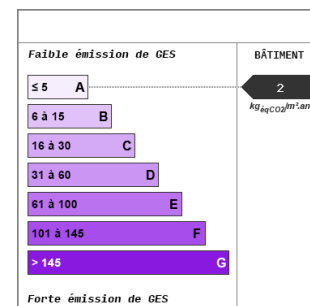 Faible émission de GES
BÂTIMENT
≤ 5 A
2
kgéqCO2/m².an
6 à 15 B
16 à 30 C
31 à 60 D
61 à 100 E
101 à 145 F
> 145 G
Forte émission de GES